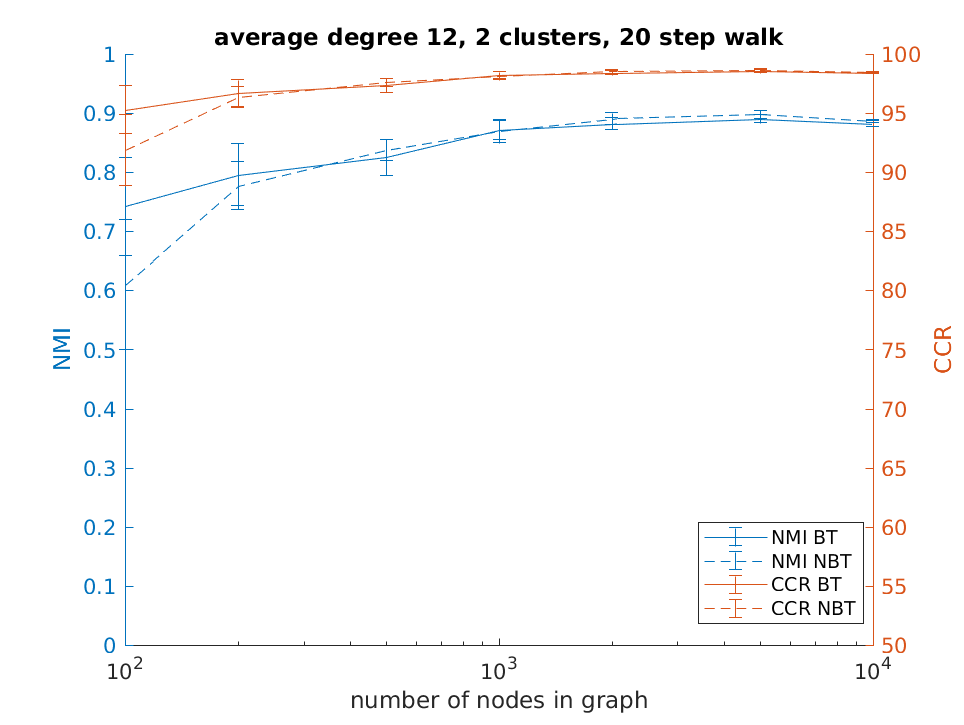 average degree 12, 2 clusters, 20 step walk
1
0.9
0.8
0.7
0.6
0.5
0.4
0.3
0.2
0.1
0
NMI
100
95
90
85
80
75
70
65
60
55
50
CCR
NMI BT
NMI NBT
CCR BT
CCR NBT
10^2 10^3 10^4
number of nodes in graph